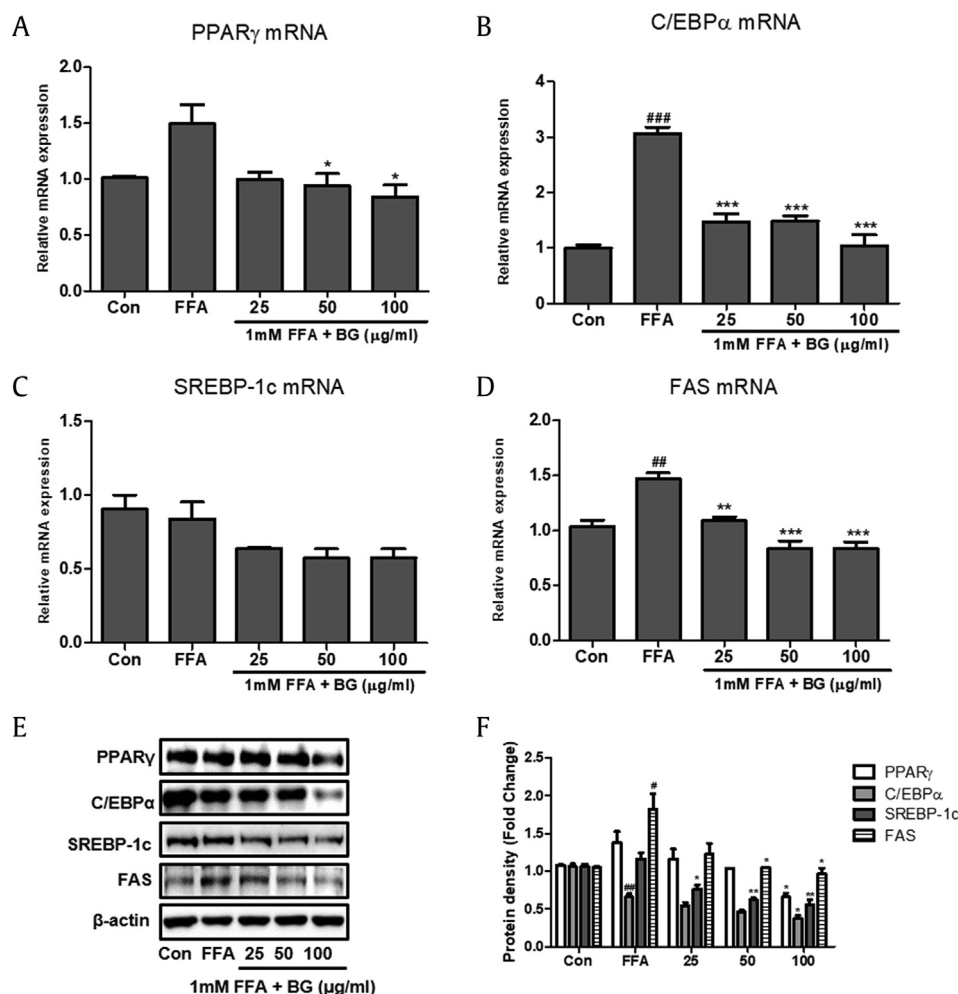 A
PPARγ mRNA
Relative mRNA expression
2.0
1.5
1.0
0.5
0.0
*
*
Con FFA 25 50 100
1mM FFA + BG (µg/ml)
B
C/EBPα mRNA
Relative mRNA expression
4
3
2
1
0
###
***
***
***
Con FFA 25 50 100
1mM FFA + BG (µg/ml)
C
SREBP-1c mRNA
Relative mRNA expression
1.5
1.0
0.5
0.0
Con FFA 25 50 100
1mM FFA + BG (µg/ml)
D
FAS mRNA
Relative mRNA expression
2.0
1.5
1.0
0.5
0.0
##
**
***
***
Con FFA 25 50 100
1mM FFA + BG (µg/ml)
E
PPARγ
C/EBPα
SREBP-1c
FAS
β-actin
Con FFA 25 50 100
1mM FFA + BG (µg/ml)
F
Protein density (Fold Change)
2.5
2.0
1.5
1.0
0.5
0.0
##
#
*
**
*
*
*
**
*
Con FFA 25 50 100
PPARγ
C/EBPα
SREBP-1c
FAS